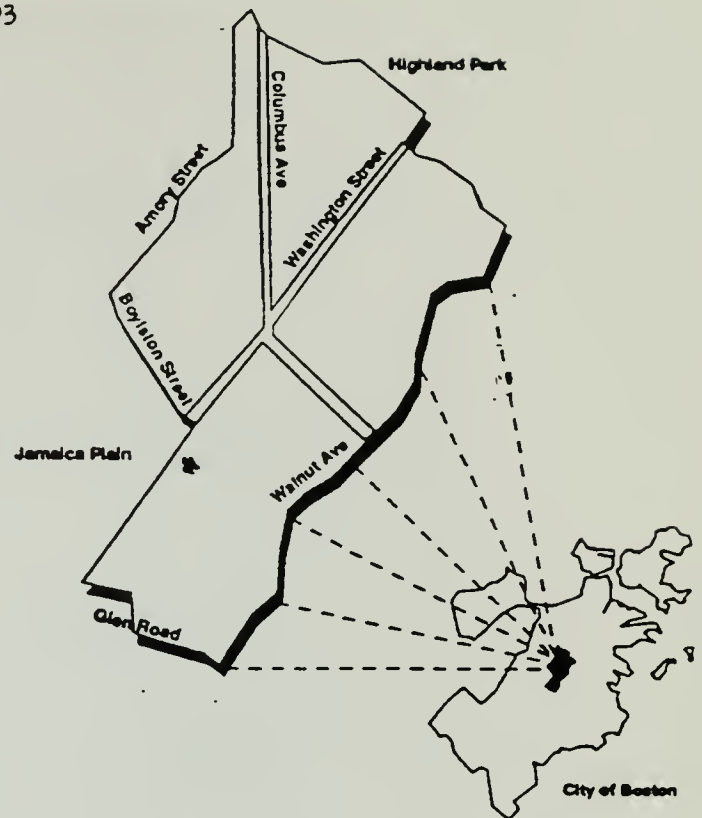 93
Highland Park
Columbus Ave
Amory Street
Washington Street
Boylston Street
Jamaica Plain
Walnut Ave
Glen Road
City of Boston